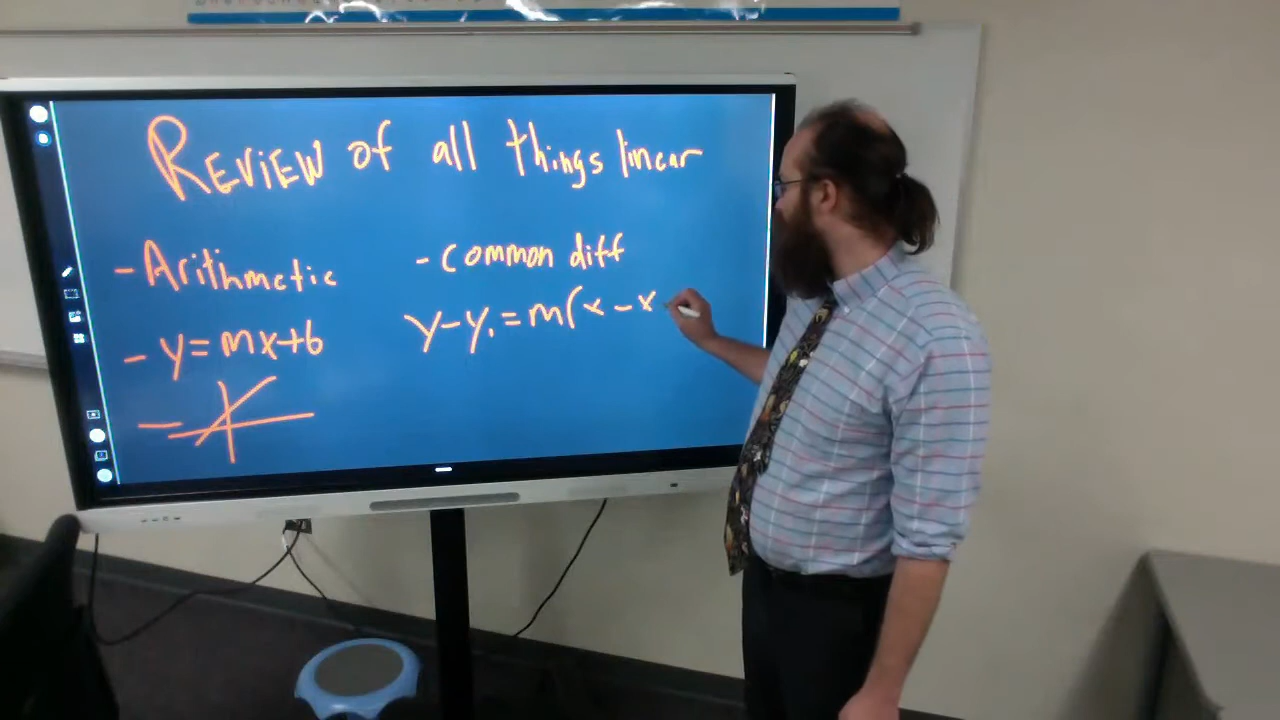 REVIEW of all things linear
- Arithmetic
- y=mx+b
- common diff
y-y₁=m(x-x